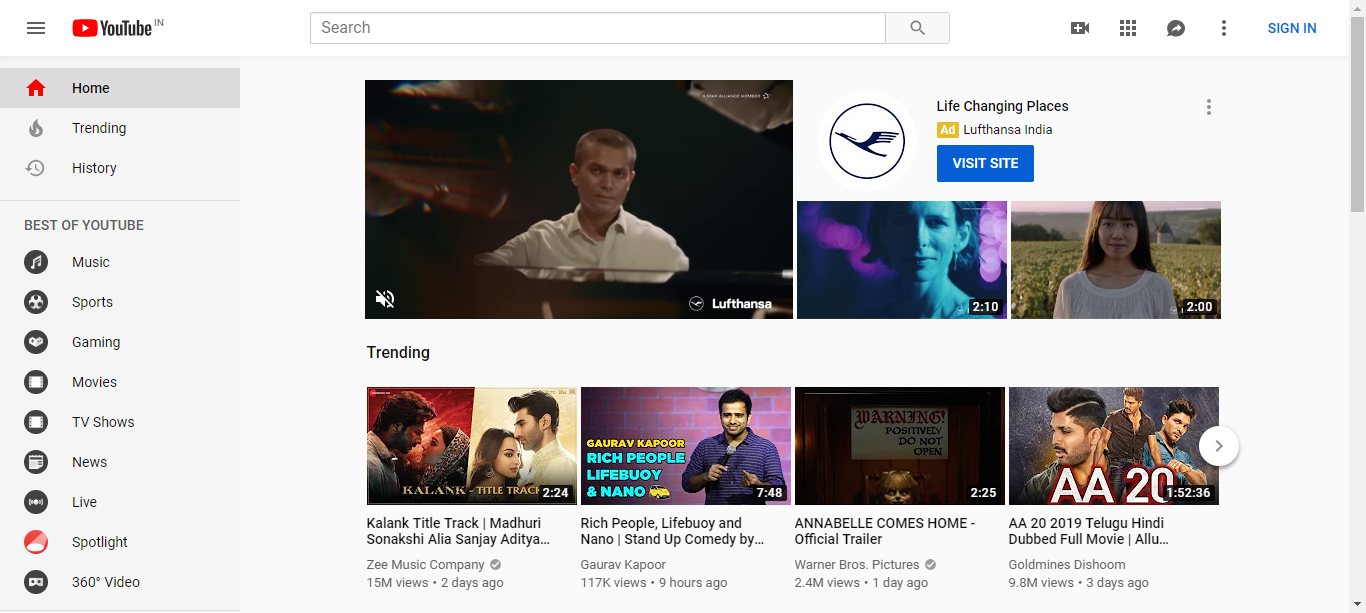 YouTube IN
Search
SIGN IN
Home
Trending
History
BEST OF YOUTUBE
Music
Sports
Gaming
Movies
TV Shows
News
Live
Spotlight
360° Video
A STAR ALLIANCE MEMBER
Lufthansa
Life Changing Places
Ad Lufthansa India
VISIT SITE
2:10
2:00
Trending
KALANK - TITLE TRACK
2:24
Kalank Title Track | Madhuri
Sonakshi Alia Sanjay Aditya...
Zee Music Company
15M views • 2 days ago
GAURAV KAPOOR
RICH PEOPLE
LIFEBUOY
& NANO
7:48
Rich People, Lifebuoy and
Nano | Stand Up Comedy by...
Gaurav Kapoor
117K views • 9 hours ago
WARNING!
POSITIVELY
DO NOT
OPEN
2:25
ANNABELLE COMES HOME -
Official Trailer
Warner Bros. Pictures
2.4M views • 1 day ago
AA 20
1:52:36
AA 20 2019 Telugu Hindi
Dubbed Full Movie | Allu...
Goldmines Dishoom
9.8M views • 3 days ago